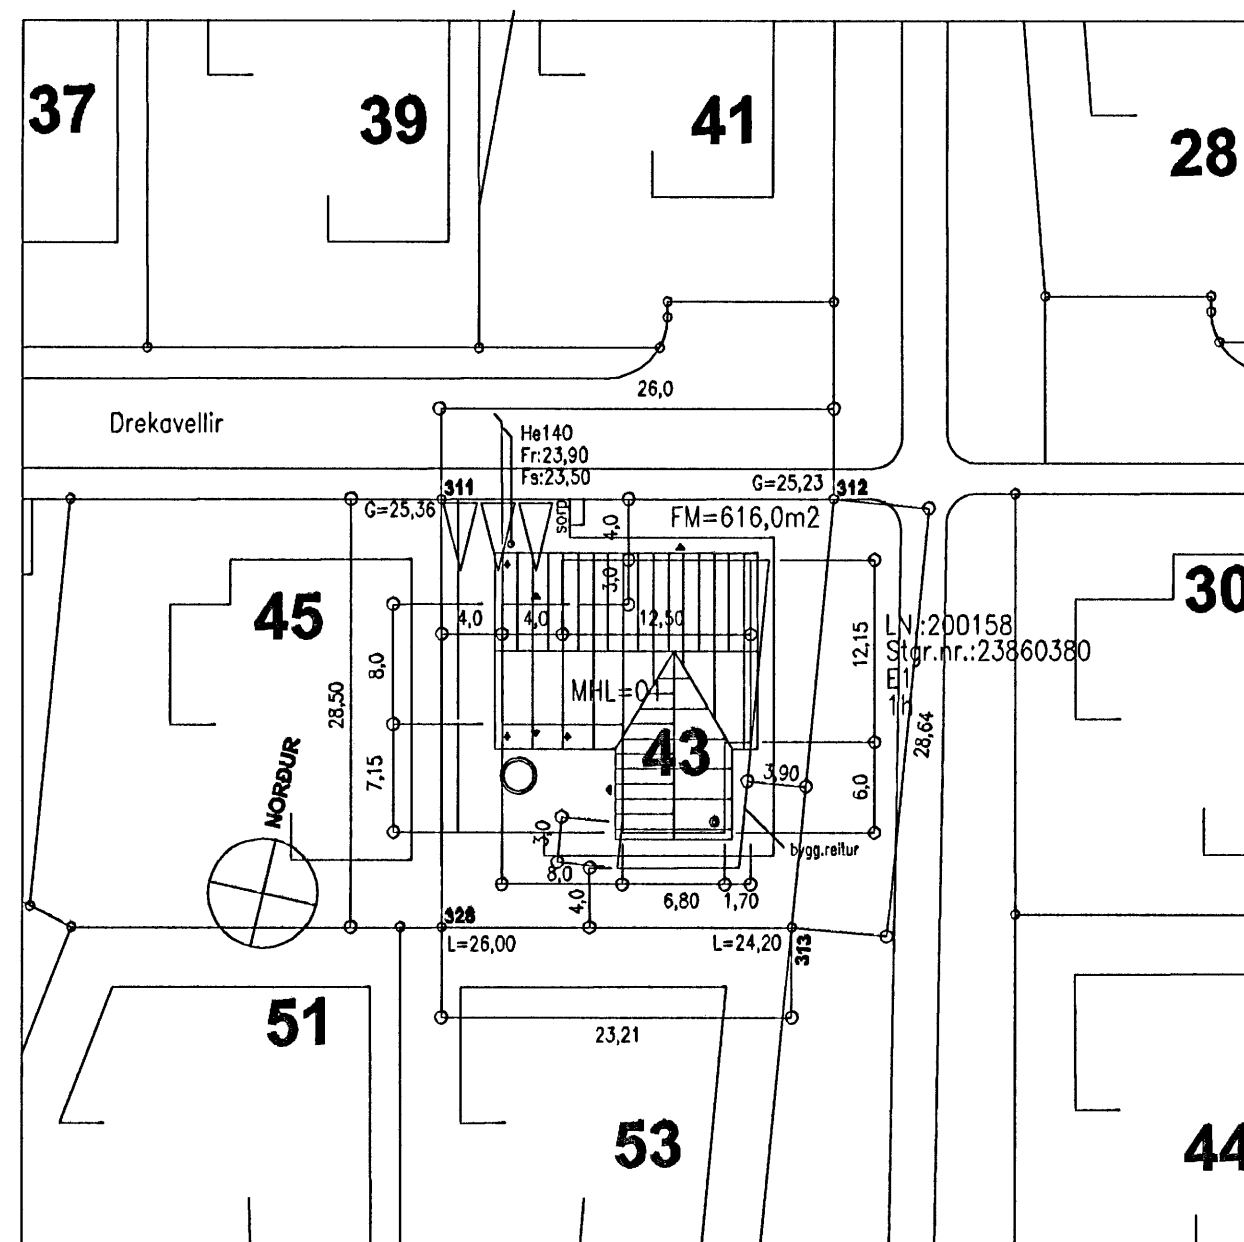 37
39
41
28
26,0
Drekavellir
He140
Fr:23,90
Fs:23,50
311
G=25,36
sorp
4,0
G=25,23
312
FM=616,0m2
3,0
45
30
4,0
4,0
12,50
12,15
LN.:200158
Stgr.nr.:23860380
E1
1h
8,0
28,50
MHL=01
43
28,64
3,90
7,15
6,0
NORÐUR
3,0
bygg.reitur
8,0
4,0
6,80
1,70
328
L=26,00
L=24,20
313
51
23,21
53
44